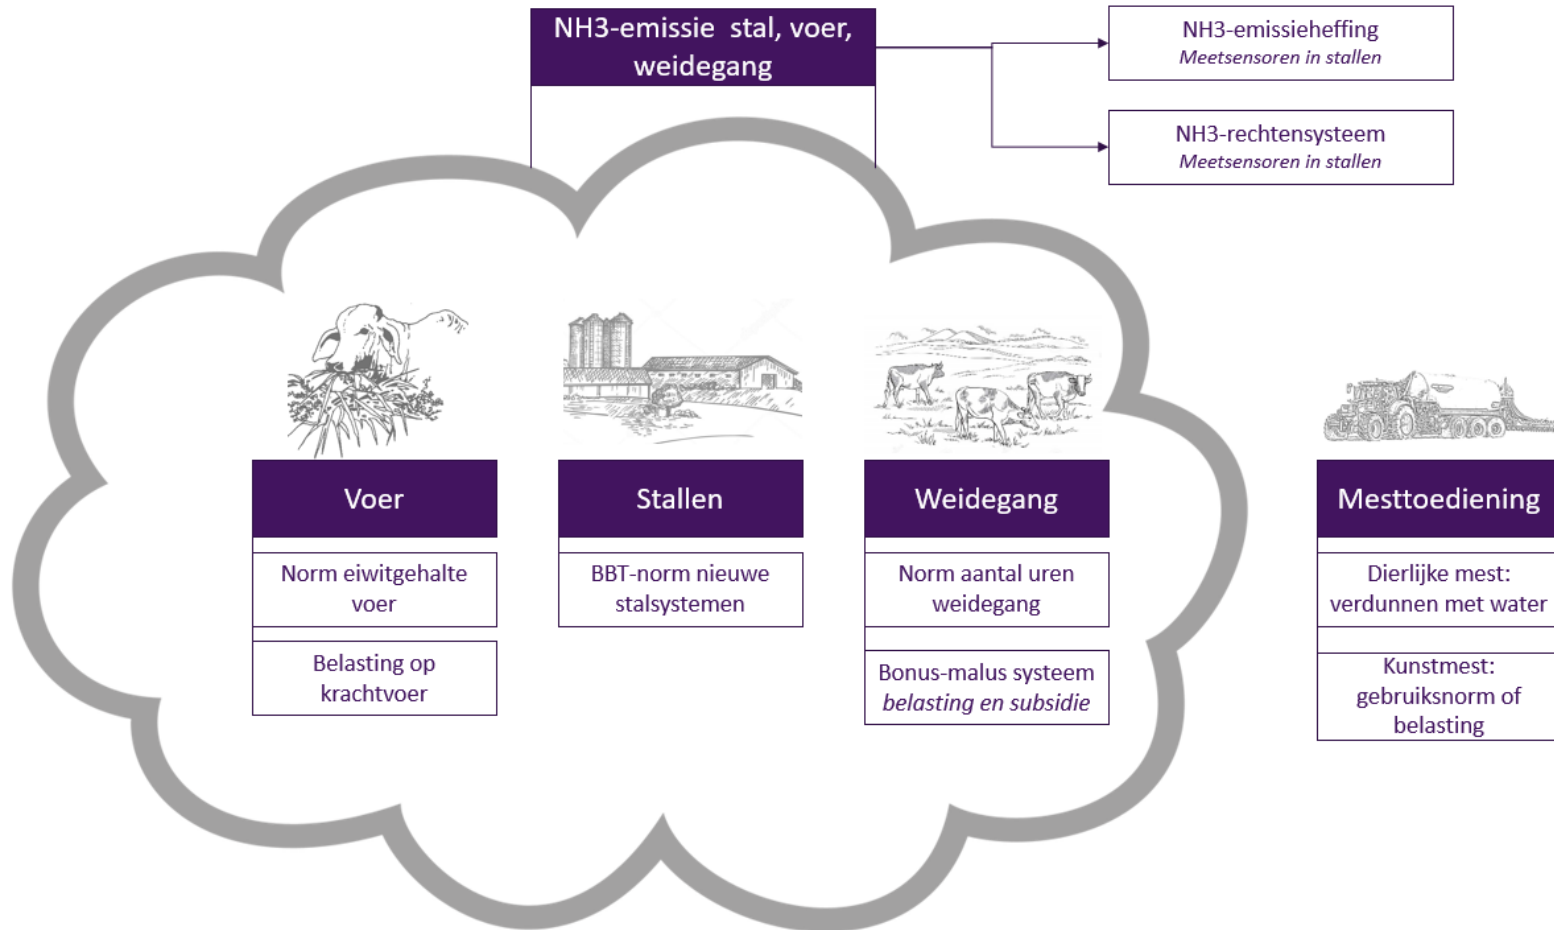 NH3-emissie stal, voer,
weidegang
NH3-emissieheffing
Meetsensoren in stallen
NH3-rechtensysteem
Meetsensoren in stallen
Voer
Norm eiwitgehalte
voer
Belasting op
krachtvoer
Stallen
BBT-norm nieuwe
stalsystemen
Weidegang
Norm aantal uren
weidegang
Bonus-malus systeem
belasting en subsidie
Mesttoediening
Dierlijke mest:
verdunnen met water
Kunstmest:
gebruiksnorm of
belasting